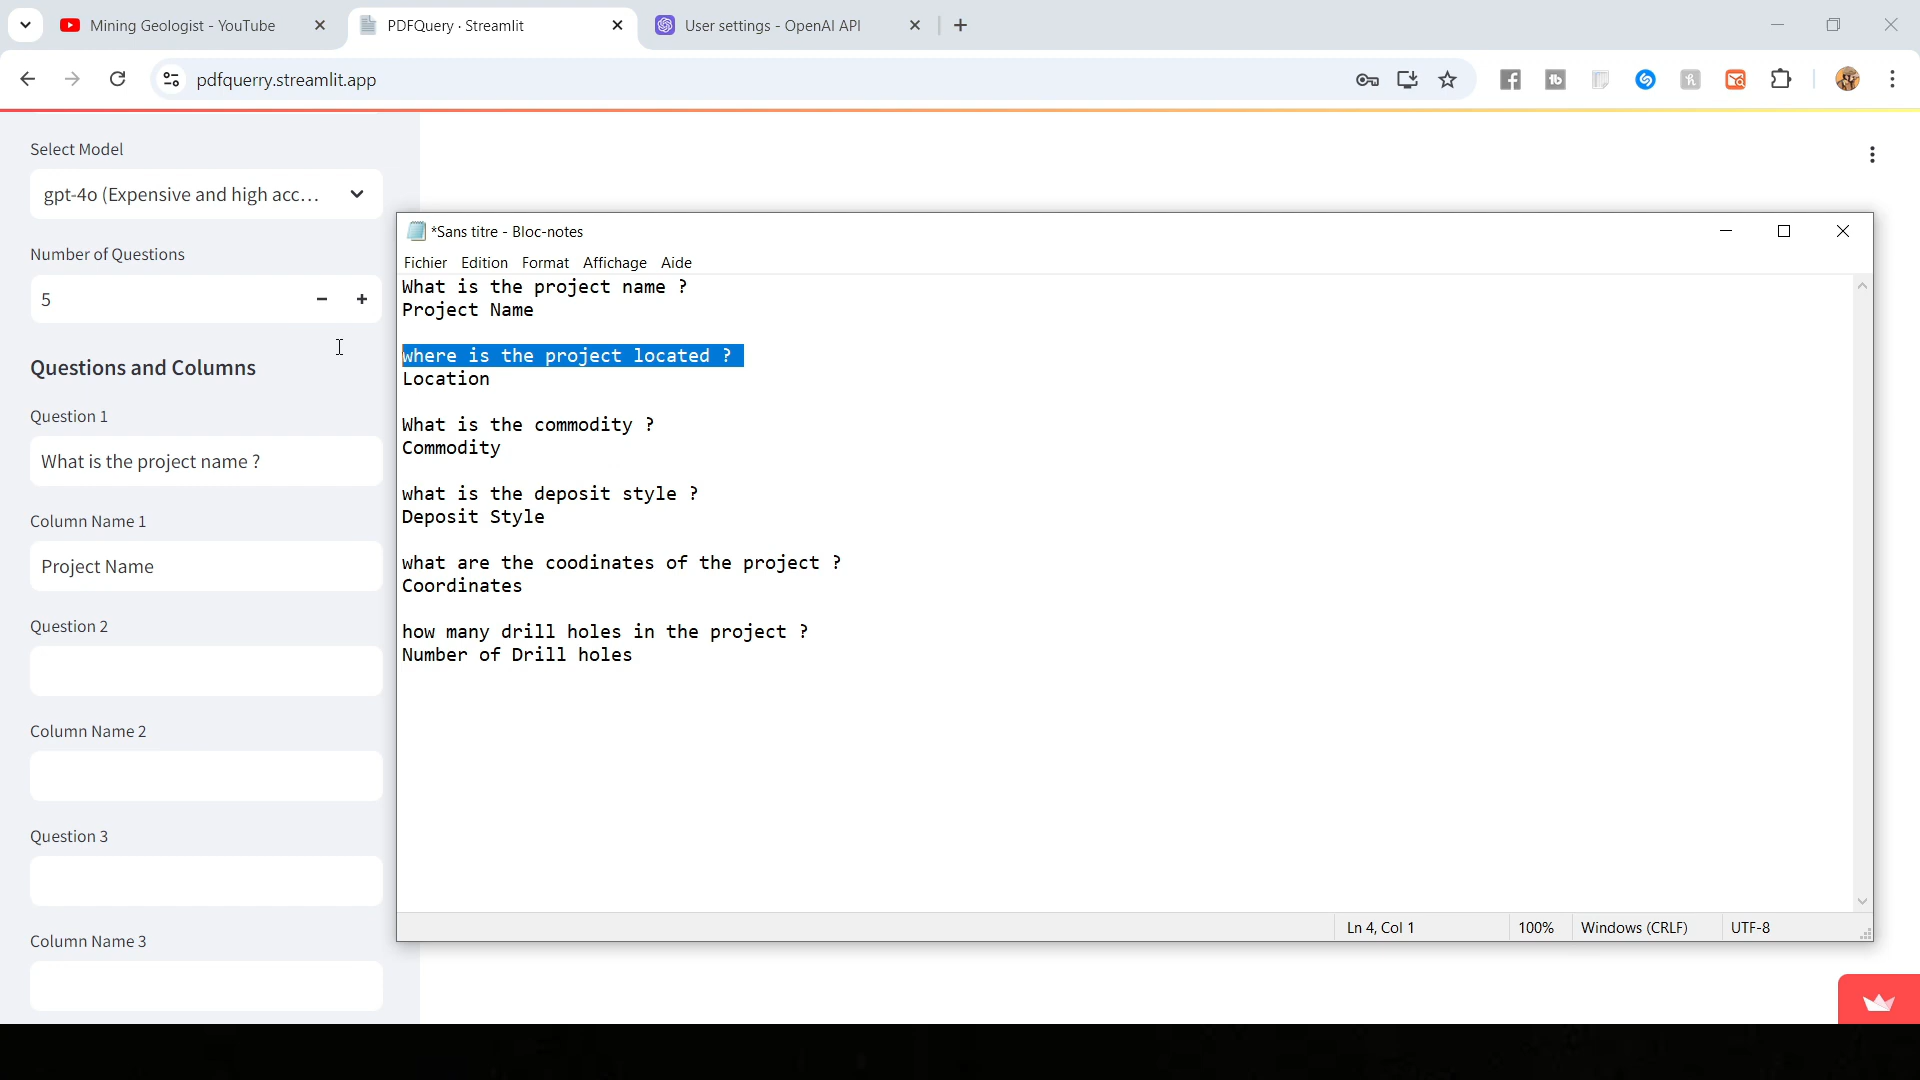 Mining Geologist - YouTube
PDFQuery · Streamlit
User settings - OpenAI API
pdfquerry.streamlit.app
Select Model
gpt-4o (Expensive and high acc...
Number of Questions
5
Questions and Columns
Question 1
What is the project name ?
Column Name 1
Project Name
Question 2
Column Name 2
Question 3
Column Name 3
*Sans titre - Bloc-notes
Fichier Edition Format Affichage Aide
What is the project name ?
Project Name
where is the project located ?
Location
What is the commodity ?
Commodity
what is the deposit style ?
Deposit Style
what are the coodinates of the project ?
Coordinates
how many drill holes in the project ?
Number of Drill holes
Ln 4, Col 1
100%
Windows (CRLF)
UTF-8